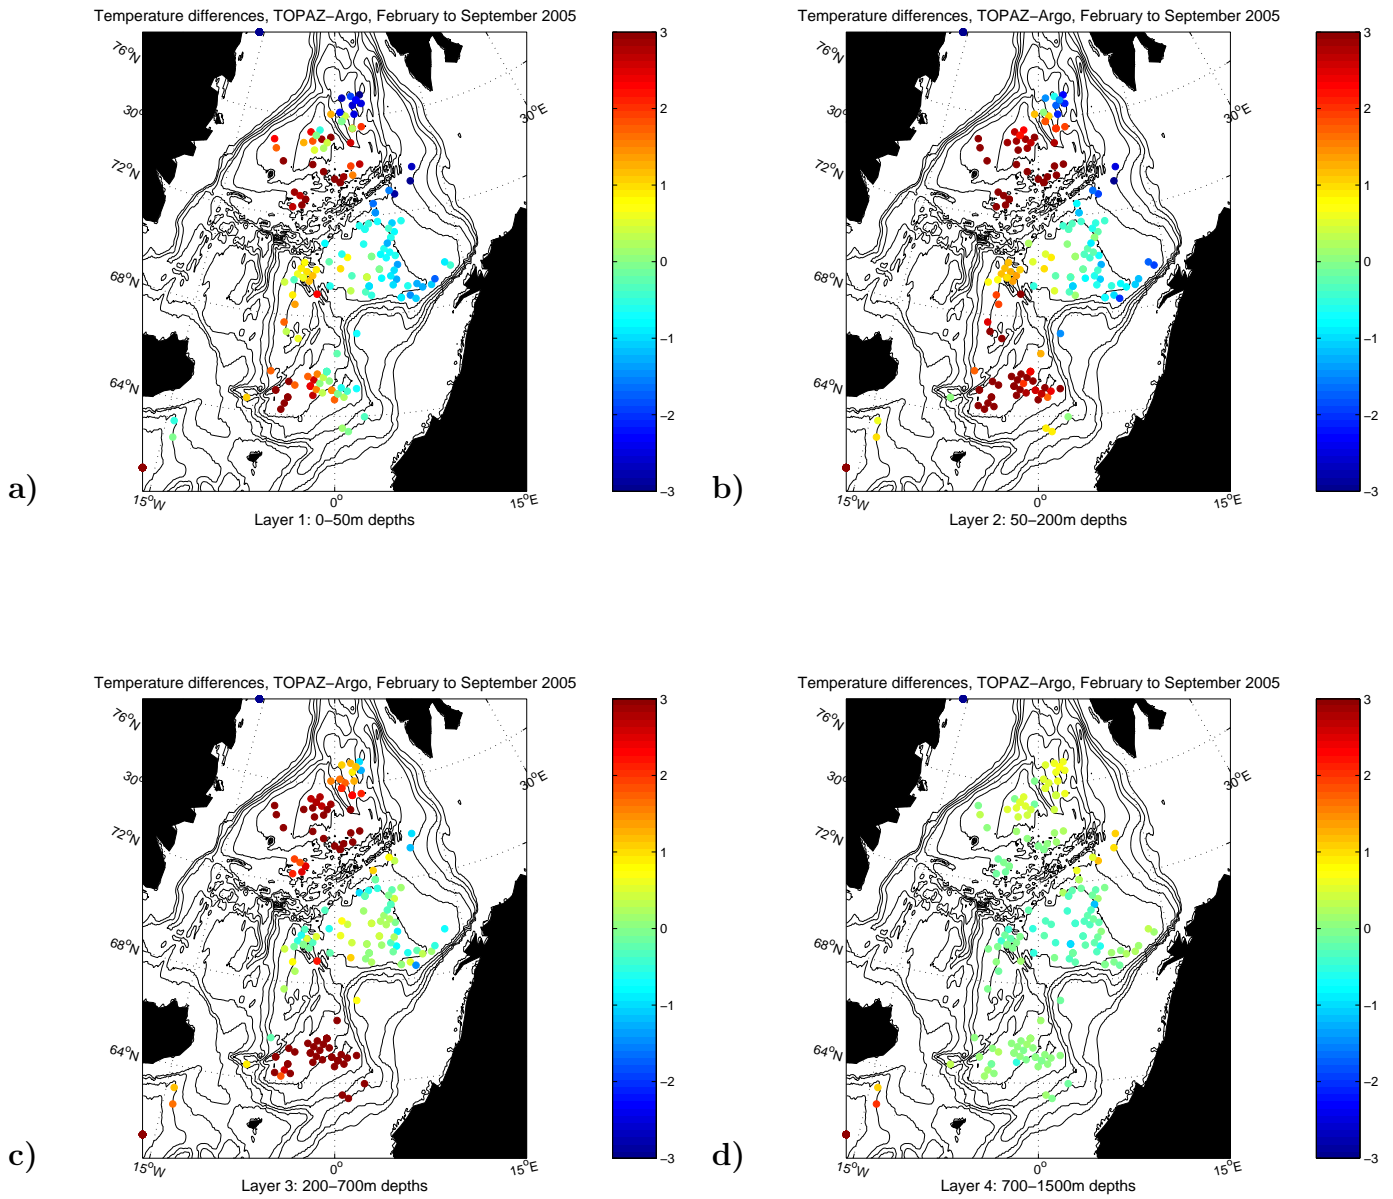 Temperature differences, TOPAZ−Argo, February to September 2005
76°N
30°
72°N
68°N
64°N
15°W
0°
15°E
30°E
3
2
1
0
−1
−2
−3
a)
Layer 1: 0−50m depths
Temperature differences, TOPAZ−Argo, February to September 2005
76°N
30°
72°N
68°N
64°N
15°W
0°
15°E
30°E
3
2
1
0
−1
−2
−3
b)
Layer 2: 50−200m depths
Temperature differences, TOPAZ−Argo, February to September 2005
76°N
30°
72°N
68°N
64°N
15°W
0°
15°E
30°E
3
2
1
0
−1
−2
−3
c)
Layer 3: 200−700m depths
Temperature differences, TOPAZ−Argo, February to September 2005
76°N
30°
72°N
68°N
64°N
15°W
0°
15°E
30°E
3
2
1
0
−1
−2
−3
d)
Layer 4: 700−1500m depths